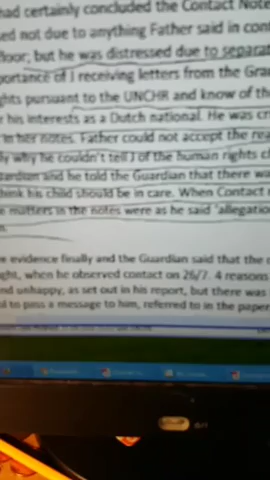 had certainly concluded the Contact Note
sed not due to anything Father said in con
floor; but he was distressed due to separat
portance of J receiving letters from the Gra
ghts pursuant to the UNCHR and know of th
r his interests as a Dutch national. He was cri
in her notes. Father could not accept the rea
fy why he couldn't tell J of the human rights c
ardian and he told the Guardian that there wa
think his child should be in care. When Contact
e matters in the notes were as he said 'allegatio
n.
e evidence finally and the Guardian said that the
ght, when he observed contact on 26/7. 4 reasons
nd unhappy, as set out in his report, but there was
al to pass a message to him, referred to in the paper